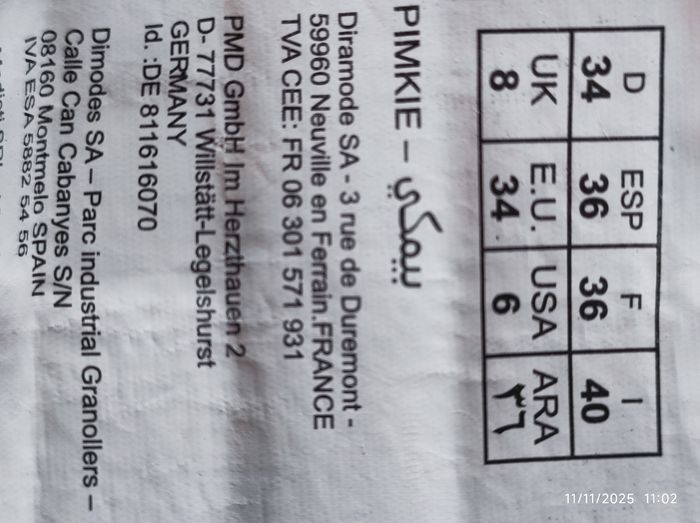 D ESP F I
34 36 36 40
UK E.U. USA ARA
8 34 6 ٣٦
PIMKIE – بيمكي
Diramode SA - 3 rue de Duremont -
59960 Neuville en Ferrain.FRANCE
TVA CEE: FR 06 301 571 931
PMD GmbH Im Herzthauen 2
D- 77731 Willstätt-Legelshurst
GERMANY
Id. :DE 811616070
Dimodes SA – Parc industrial Granollers –
Calle Can Cabanyes S/N
08160 Montmelo SPAIN
IVA ESA 5882 54 56
11/11/2025 11:02